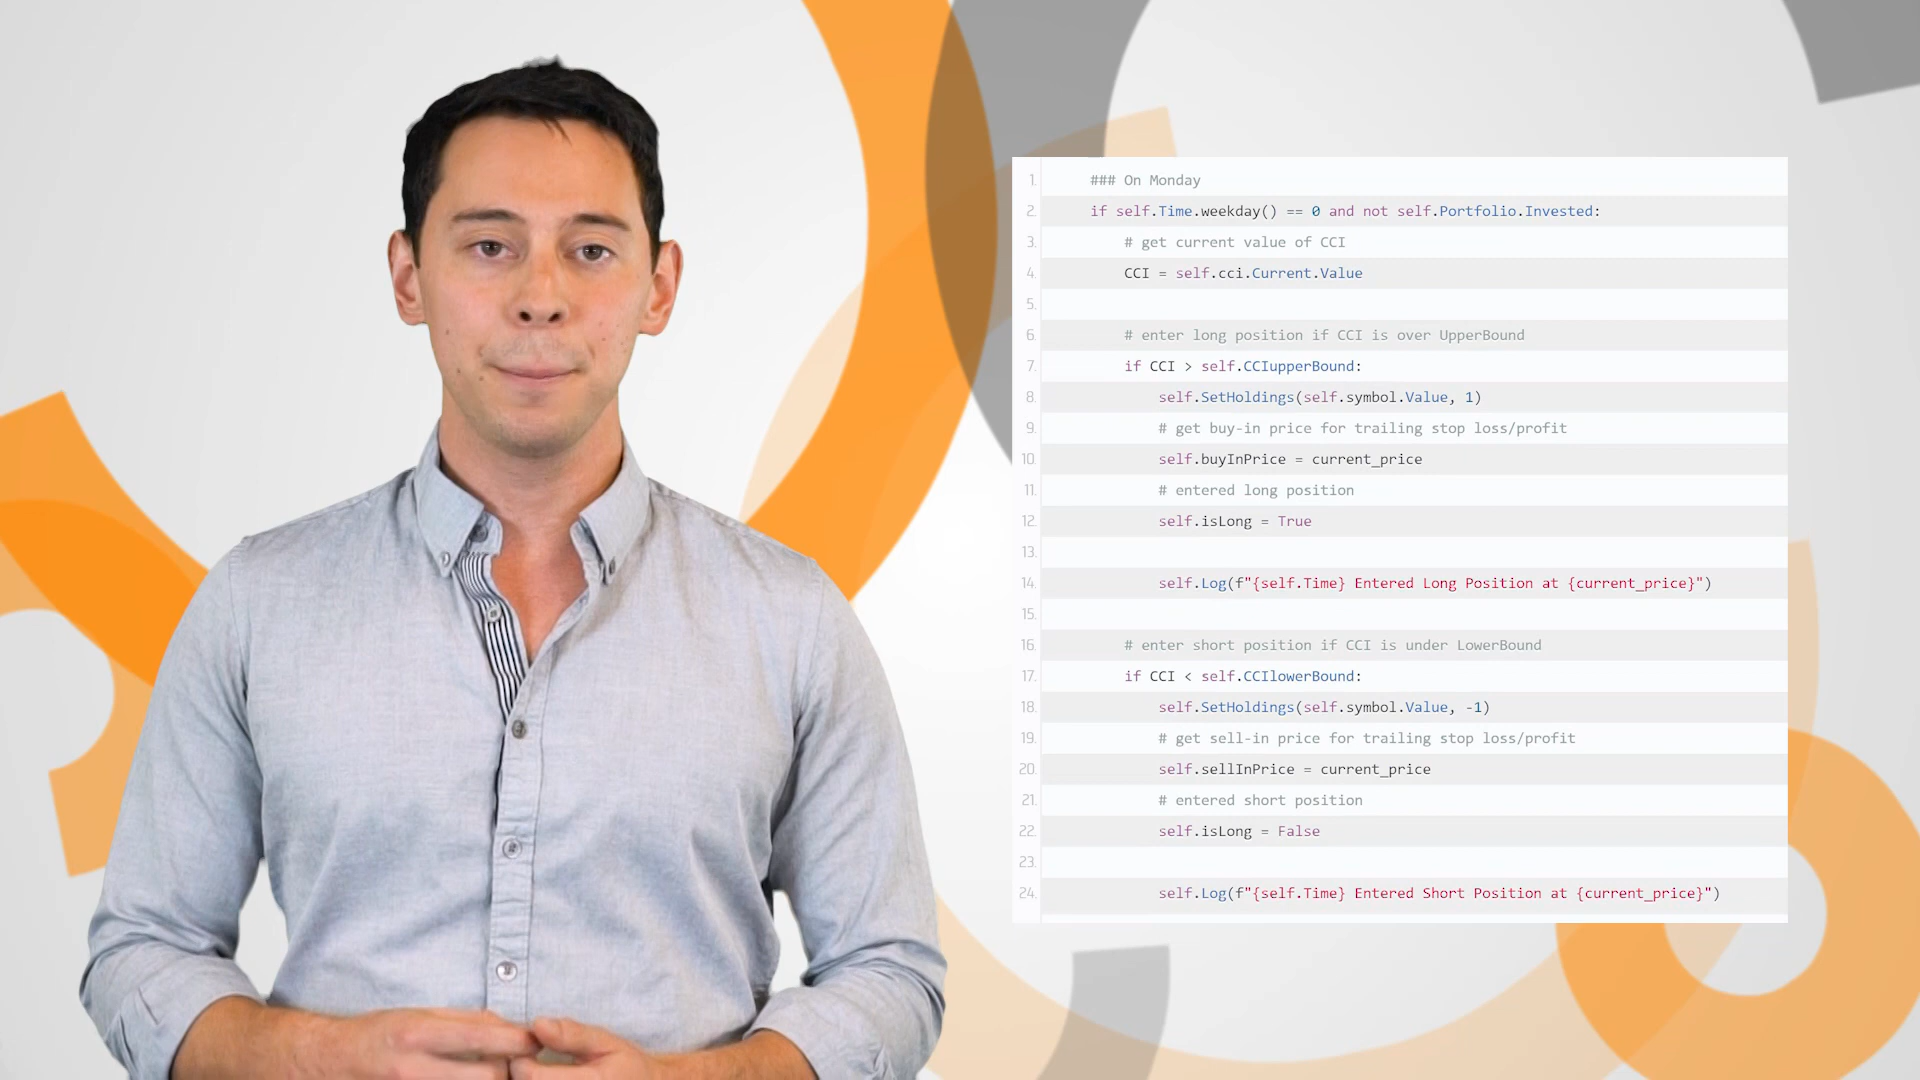 1. ### On Monday
2. if self.Time.weekday() == 0 and not self.Portfolio.Invested:
3. # get current value of CCI
4. CCI = self.cci.Current.Value
5.
6. # enter long position if CCI is over UpperBound
7. if CCI > self.CCIupperBound:
8. self.SetHoldings(self.symbol.Value, 1)
9. # get buy-in price for trailing stop loss/profit
10. self.buyInPrice = current_price
11. # entered long position
12. self.isLong = True
13.
14. self.Log(f"{self.Time} Entered Long Position at {current_price}")
15.
16. # enter short position if CCI is under LowerBound
17. if CCI < self.CCIlowerBound:
18. self.SetHoldings(self.symbol.Value, -1)
19. # get sell-in price for trailing stop loss/profit
20. self.sellInPrice = current_price
21. # entered short position
22. self.isLong = False
23.
24. self.Log(f"{self.Time} Entered Short Position at {current_price}")